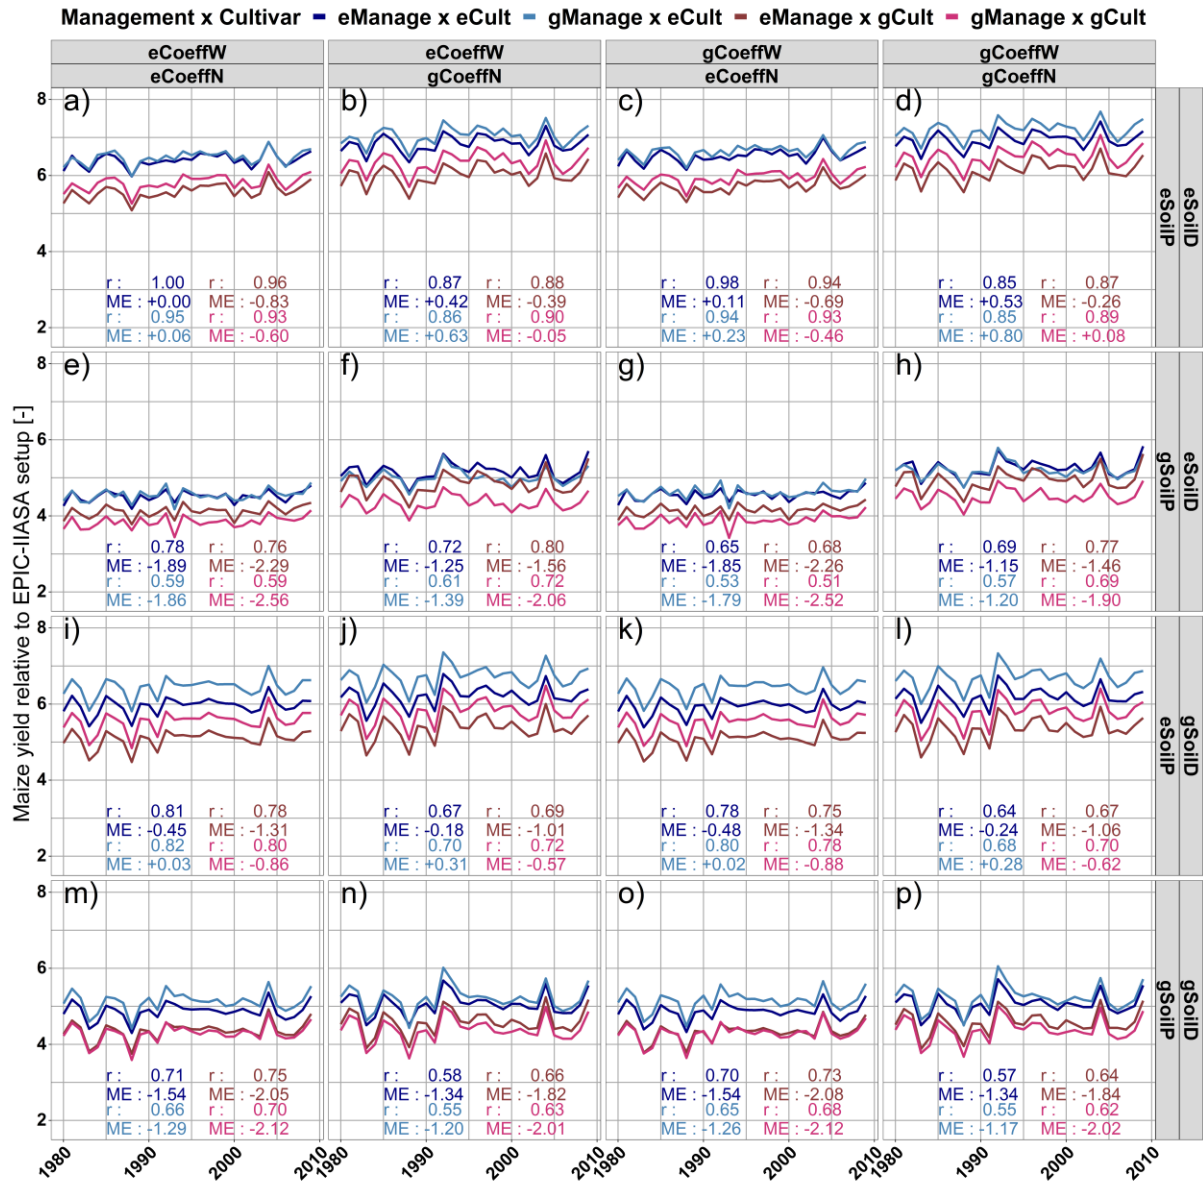 Management x Cultivar eManage x eCult gManage x eCult eManage x gCult gManage x gCult
eCoeffW eCoeffW gCoeffW gCoeffW
eCoeffN gCoeffN eCoeffN gCoeffN
Maize yield relative to EPIC-IIASA setup [-]
8 a) b) c) d)
6
4
r : 1.00 r : 0.96 r : 0.87 r : 0.88 r : 0.98 r : 0.94 r : 0.85 r : 0.87
ME : +0.00 ME : -0.83 ME : +0.42 ME : -0.39 ME : +0.11 ME : -0.69 ME : +0.53 ME : -0.26
r : 0.95 r : 0.93 r : 0.86 r : 0.90 r : 0.94 r : 0.93 r : 0.85 r : 0.89
2 ME : +0.06 ME : -0.60 ME : +0.63 ME : -0.05 ME : +0.23 ME : -0.46 ME : +0.80 ME : +0.08
eSoilD
eSoilP
8 e) f) g) h)
6
4
r : 0.78 r : 0.76 r : 0.72 r : 0.80 r : 0.65 r : 0.68 r : 0.69 r : 0.77
ME : -1.89 ME : -2.29 ME : -1.25 ME : -1.56 ME : -1.85 ME : -2.26 ME : -1.15 ME : -1.46
r : 0.59 r : 0.59 r : 0.61 r : 0.72 r : 0.53 r : 0.51 r : 0.57 r : 0.69
2 ME : -1.86 ME : -2.56 ME : -1.39 ME : -2.06 ME : -1.79 ME : -2.52 ME : -1.20 ME : -1.90
eSoilD
gSoilP
8 i) j) k) l)
6
4
r : 0.81 r : 0.78 r : 0.67 r : 0.69 r : 0.78 r : 0.75 r : 0.64 r : 0.67
ME : -0.45 ME : -1.31 ME : -0.18 ME : -1.01 ME : -0.48 ME : -1.34 ME : -0.24 ME : -1.06
r : 0.82 r : 0.80 r : 0.70 r : 0.72 r : 0.80 r : 0.78 r : 0.68 r : 0.70
2 ME : +0.03 ME : -0.86 ME : +0.31 ME : -0.57 ME : +0.02 ME : -0.88 ME : +0.28 ME : -0.62
gSoilD
eSoilP
8 m) n) o) p)
6
4
r : 0.71 r : 0.75 r : 0.58 r : 0.66 r : 0.70 r : 0.73 r : 0.57 r : 0.64
ME : -1.54 ME : -2.05 ME : -1.34 ME : -1.82 ME : -1.54 ME : -2.08 ME : -1.34 ME : -1.84
r : 0.66 r : 0.70 r : 0.55 r : 0.63 r : 0.65 r : 0.68 r : 0.55 r : 0.62
2 ME : -1.29 ME : -2.12 ME : -1.20 ME : -2.01 ME : -1.26 ME : -2.12 ME : -1.17 ME : -2.02
gSoilD
gSoilP
1980 1990 2000 2010 1980 1990 2000 2010 1980 1990 2000 2010 1980 1990 2000 2010